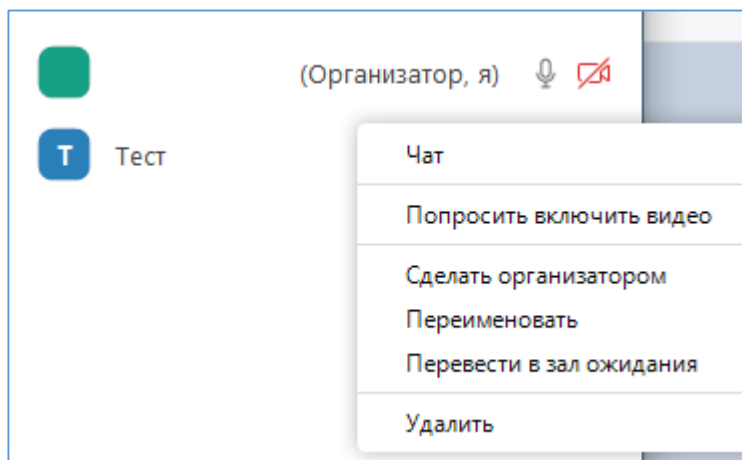 (Организатор, я)
Т Тест
Чат
Попросить включить видео
Сделать организатором
Переименовать
Перевести в зал ожидания
Удалить